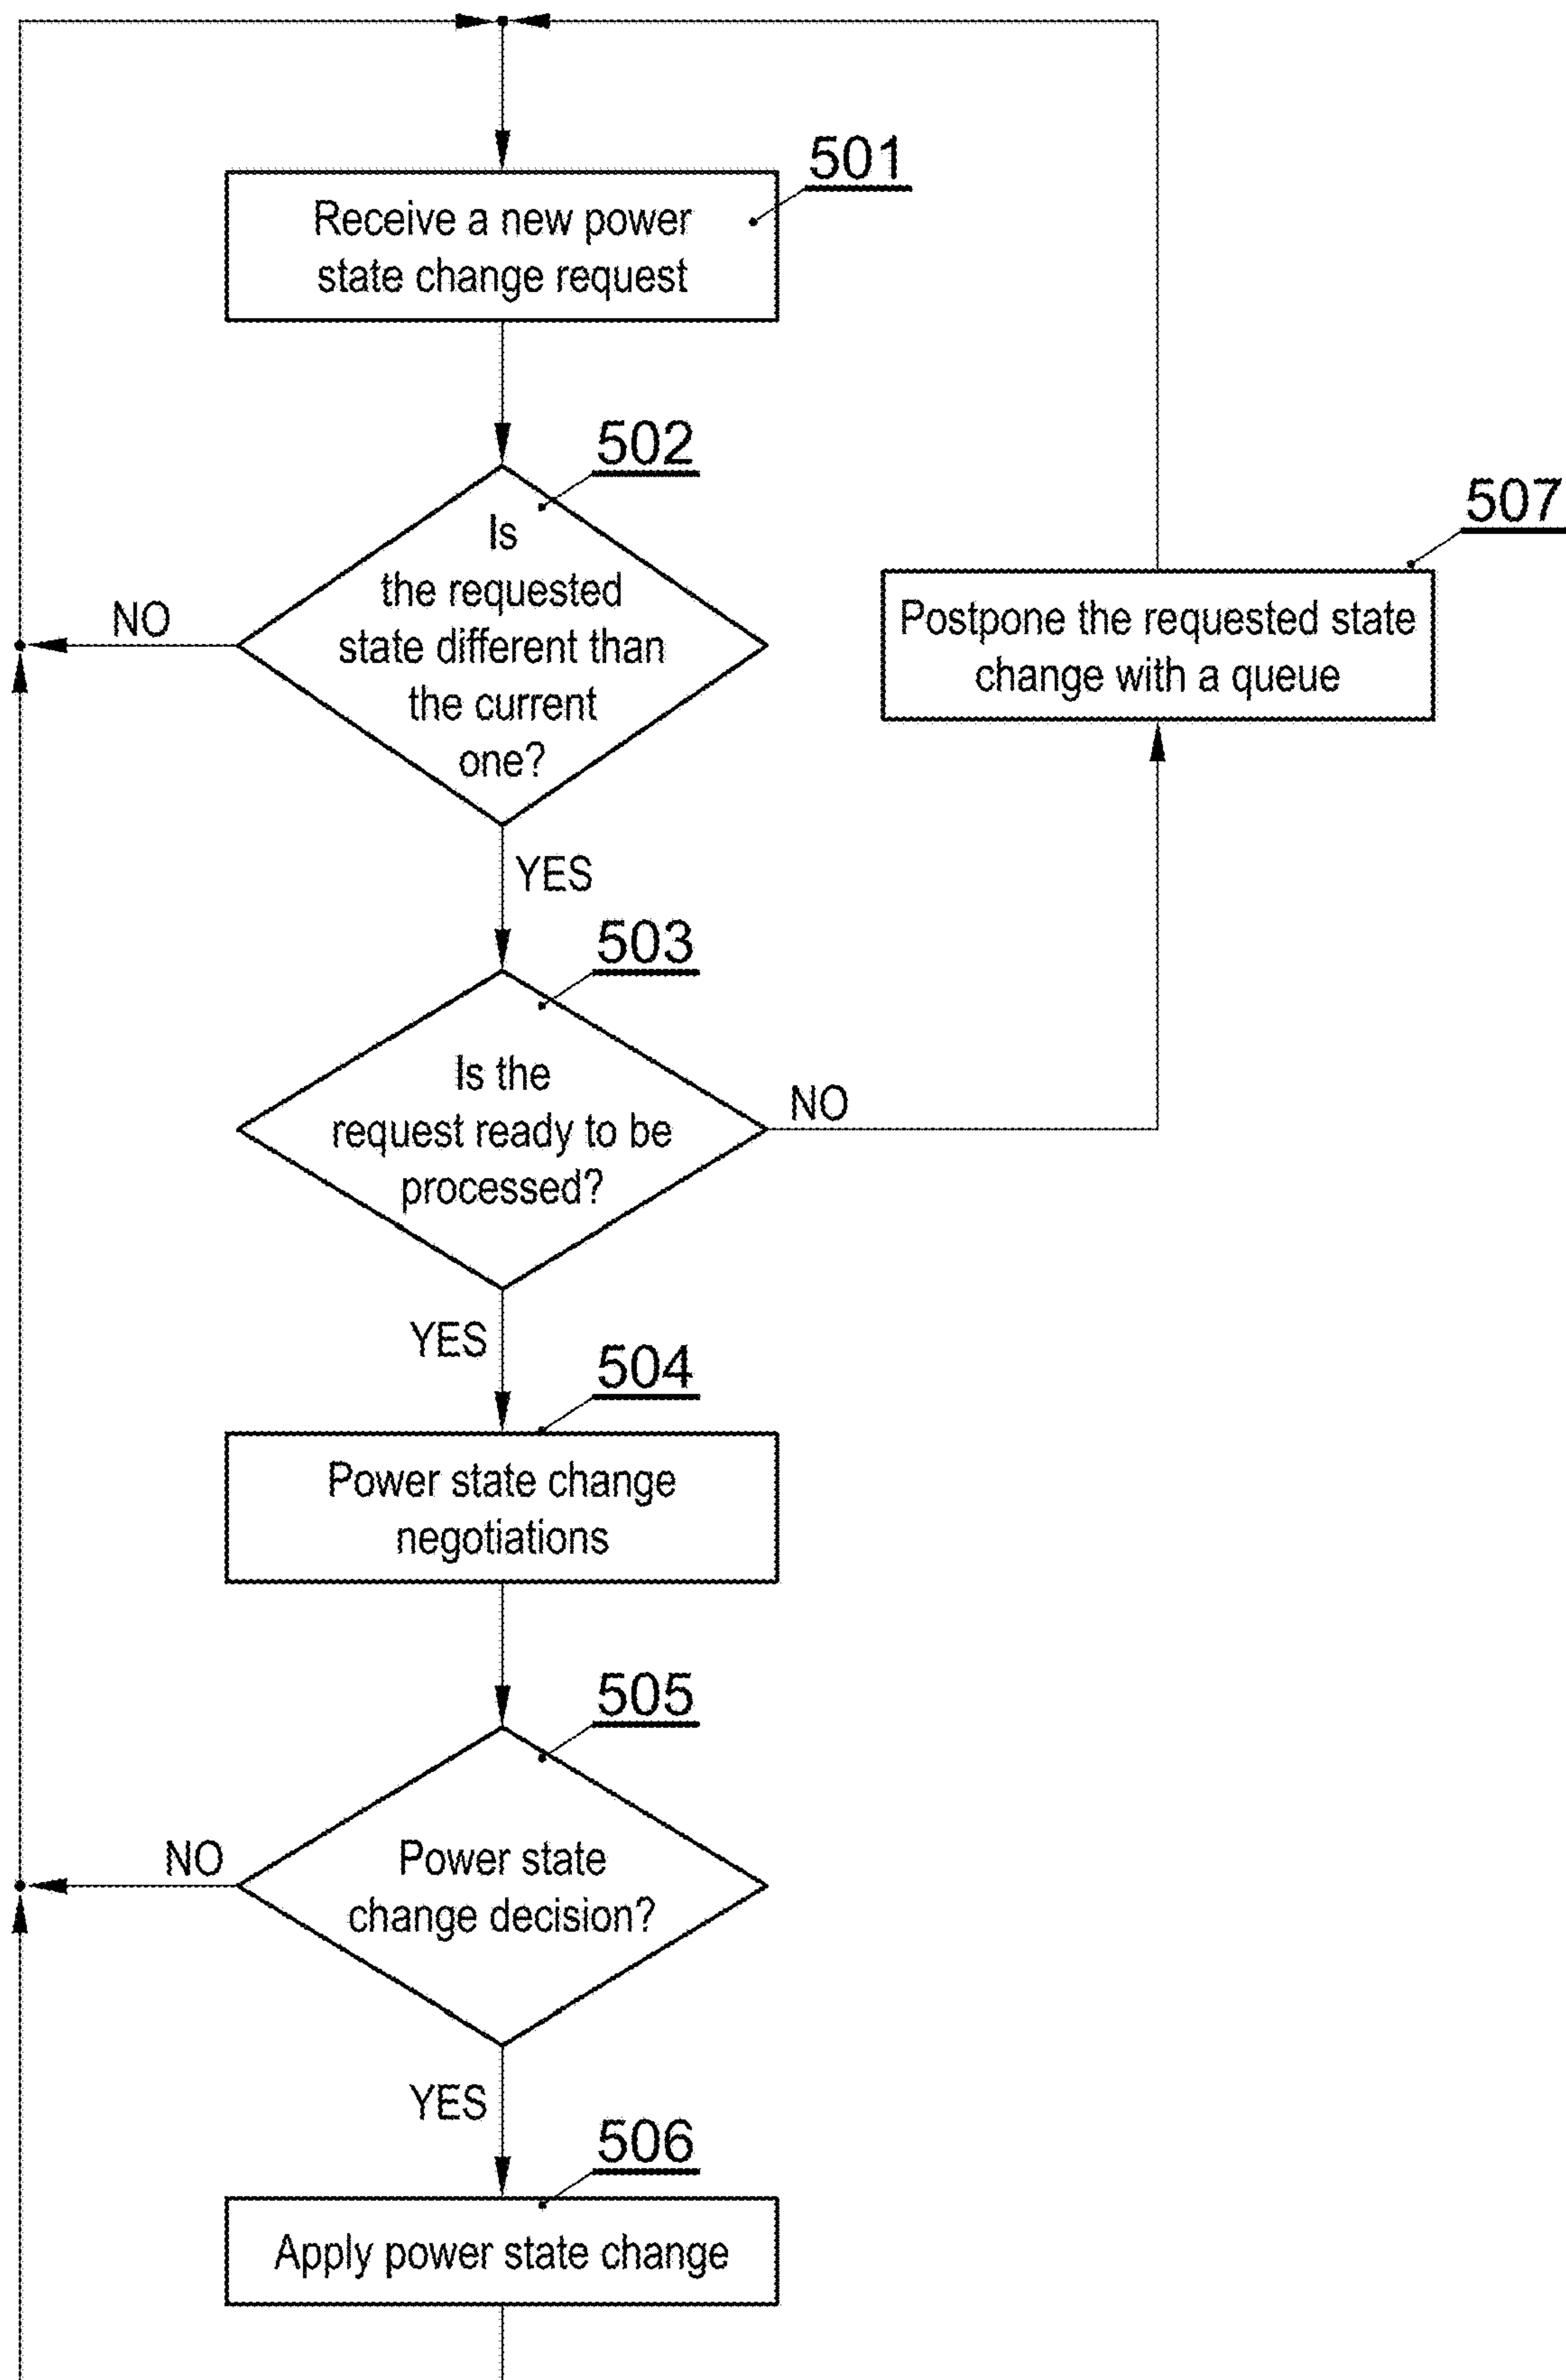 501
Receive a new power
state change request
502
Is
the requested
state different than
the current
one?
NO
YES
507
Postpone the requested state
change with a queue
503
Is the
request ready to be
processed?
NO
YES
504
Power state change
negotiations
505
Power state
change decision?
NO
YES
506
Apply power state change